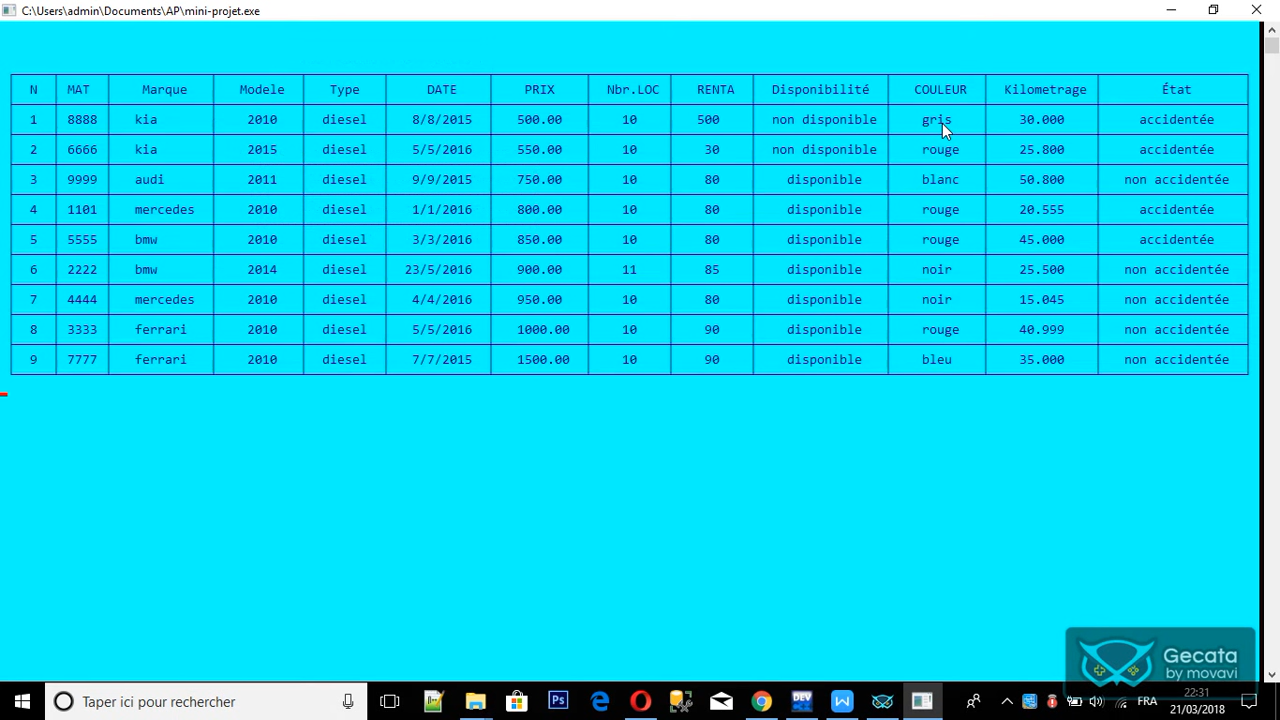 C:\Users\admin\Documents\AP\mini-projet.exe
N MAT Marque Modele Type DATE PRIX Nbr.LOC RENTA Disponibilité COULEUR Kilometrage État
1 8888 kia 2010 diesel 8/8/2015 500.00 10 500 non disponible gris 30.000 accidentée
2 6666 kia 2015 diesel 5/5/2016 550.00 10 30 non disponible rouge 25.800 accidentée
3 9999 audi 2011 diesel 9/9/2015 750.00 10 80 disponible blanc 50.800 non accidentée
4 1101 mercedes 2010 diesel 1/1/2016 800.00 10 80 disponible rouge 20.555 accidentée
5 5555 bmw 2010 diesel 3/3/2016 850.00 10 80 disponible rouge 45.000 accidentée
6 2222 bmw 2014 diesel 23/5/2016 900.00 11 85 disponible noir 25.500 non accidentée
7 4444 mercedes 2010 diesel 4/4/2016 950.00 10 80 disponible noir 15.045 non accidentée
8 3333 ferrari 2010 diesel 5/5/2016 1000.00 10 90 disponible rouge 40.999 non accidentée
9 7777 ferrari 2010 diesel 7/7/2015 1500.00 10 90 disponible bleu 35.000 non accidentée
Gecata
by movavi
Taper ici pour rechercher
Ps
DEV
W
FRA
22:31
21/03/2018